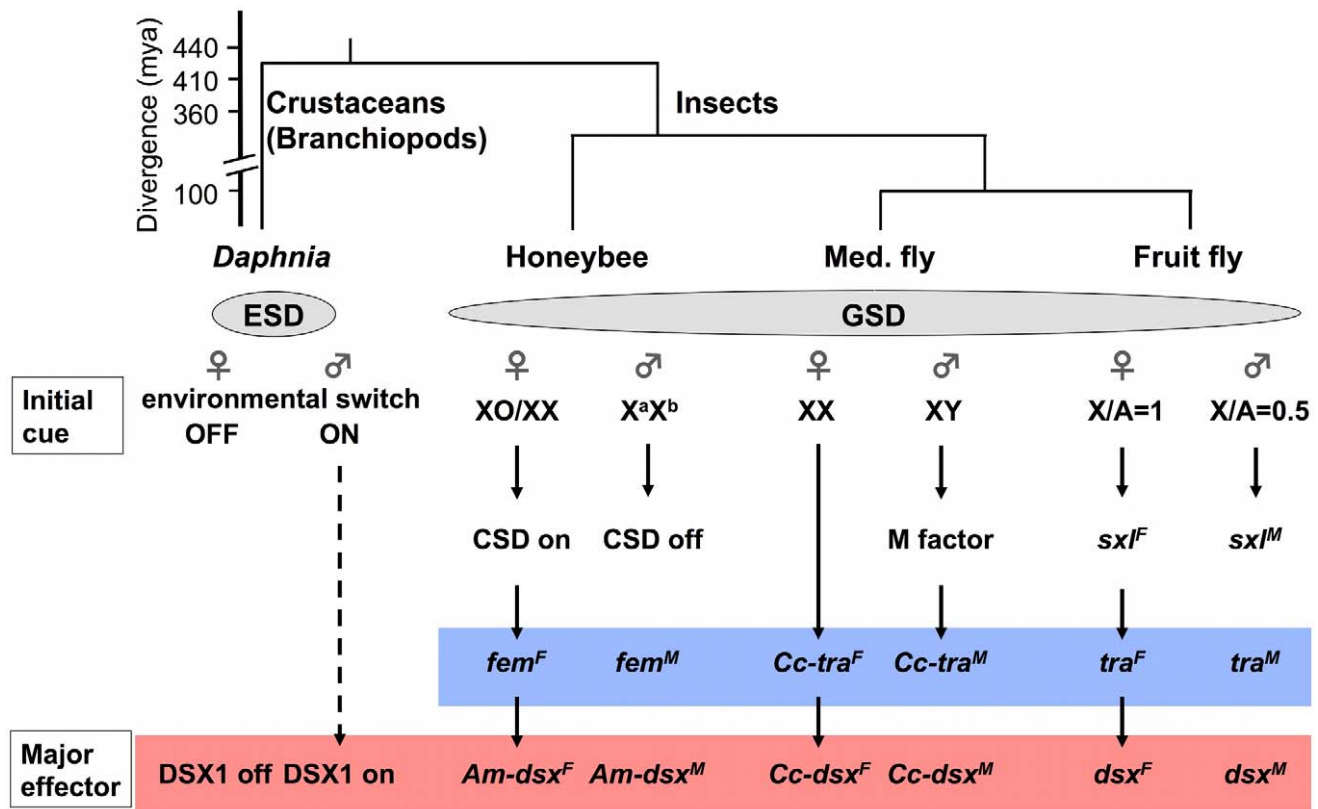 Divergence (mya)
440
410
360
100
Crustaceans
(Branchiopods)
Insects
Daphnia Honeybee Med. fly Fruit fly
ESD GSD
♀ ♂ ♀ ♂ ♀ ♂ ♀ ♂
Initial
cue
environmental switch
OFF ON
XO/XX XᵃXᵇ XX XY X/A=1 X/A=0.5
CSD on CSD off M factor sxlᶠ sxlᴹ
femᶠ femᴹ Cc-traᶠ Cc-traᴹ traᶠ traᴹ
Major
effector
DSX1 off DSX1 on Am-dsxᶠ Am-dsxᴹ Cc-dsxᶠ Cc-dsxᴹ dsxᶠ dsxᴹ